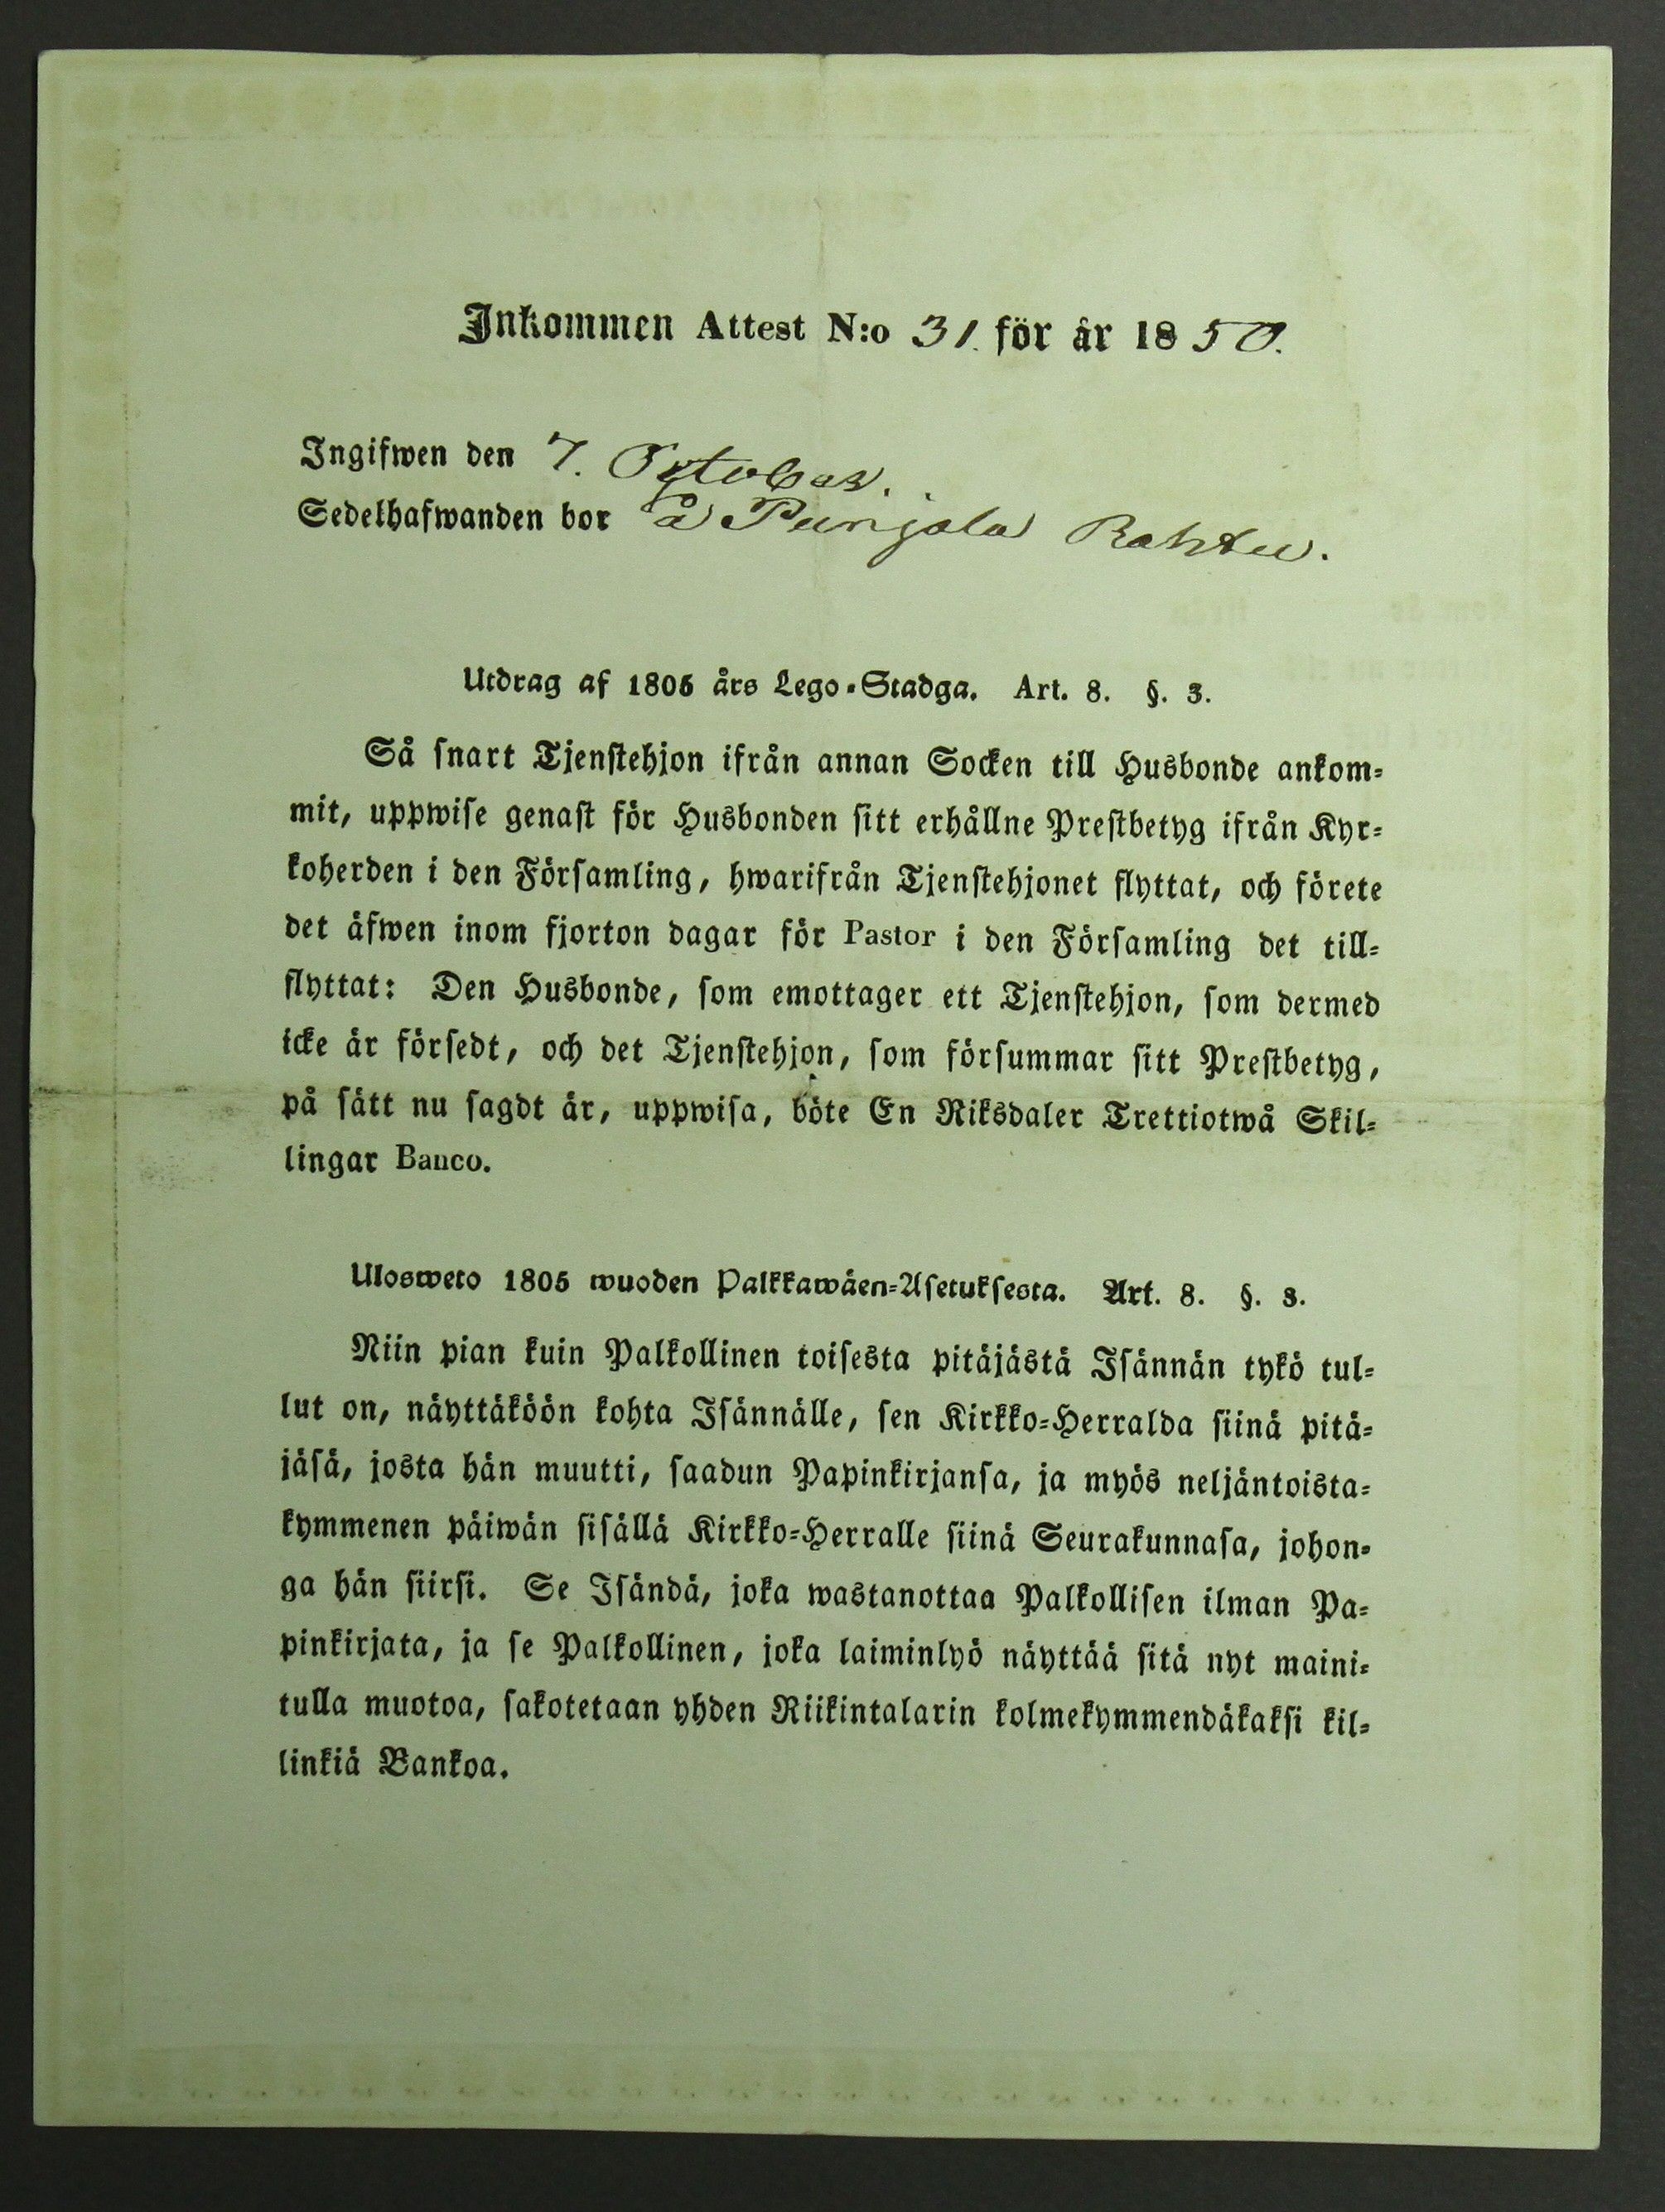 Inkommen Attest N:o 31. för år 1850.
Ingifwen den 7. October.
Sedelhafwanden bor å Punjola Rahtu.
Utdrag af 1805 års Lego-Stadga. Art. 8. §. 3.
Så snart Tjenstehjon ifrån annan Socken till Husbonde ankom-
mit, uppwise genast för Husbonden sitt erhållne Prestbetyg ifrån Kyr-
koherden i den Församling, hwarifrån Tjenstehjonet flyttat, och förete
det äfwen inom fjorton dagar för Pastor i den Församling det till-
flyttat: Den Husbonde, som emottager ett Tjenstehjon, som dermed
icke är försedt, och det Tjenstehjon, som försummar sitt Prestbetyg,
på sätt nu sagdt är, uppwisa, böte En Riksdaler Trettiotwå Skil-
lingar Banco.
Ulosweto 1805 wuoden Palkkawäen-Asetuksesta. Art. 8. §. 3.
Niin pian kuin Palkollinen toisesta pitäjästä Isännän tykö tul-
lut on, näyttäköön kohta Isännälle, sen Kirkko-Herralda siinä pitä-
jäsä, josta hän muutti, saadun Papinkirjansa, ja myös neljäntoista-
kymmenen päiwän sisällä Kirkko-Herralle siinä Seurakunnasa, johon-
ga hän siirsi. Se Isändä, joka wastanottaa Palkollisen ilman Pa-
pinkirjata, ja se Palkollinen, joka laiminlyö näyttää sitä nyt maini-
tulla muotoa, sakotetaan yhden Riikintalarin kolmekymmendäkaksi kil-
linkiä Bankoa.